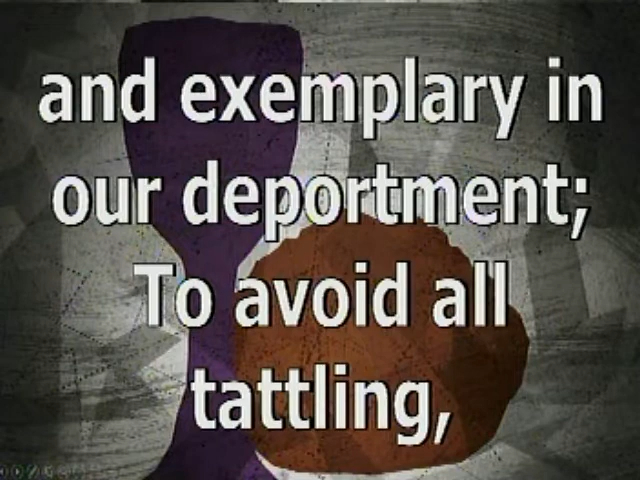 and exemplary in
our deportment;
To avoid all
tattling,